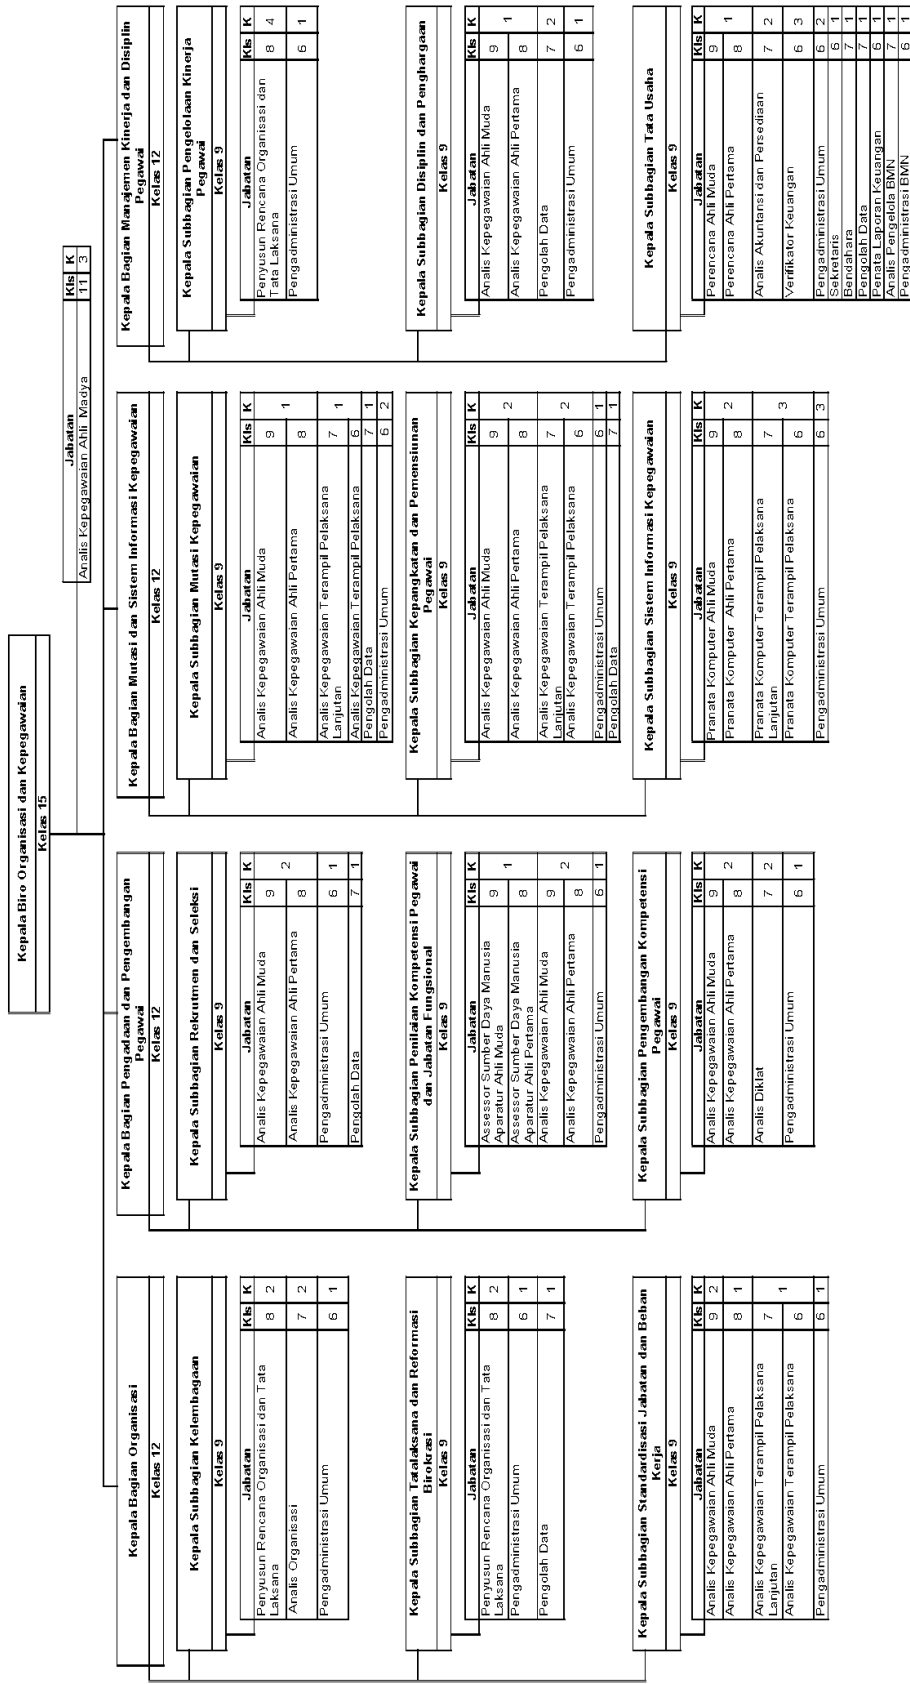 Kepala Biro Organisasi dan Kepegawaian
Kelas 15
Jabatan Kls K
Analis Kepegawaian Ahli Madya 11 3
Kepala Bagian Organisasi
Kelas 12
Kepala Subbagian Kelembagaan
Kelas 9
Jabatan Kls K
Penyusun Rencana Organisasi dan Tata
Laksana 8 2
Analis Organisasi 7 2
Pengadministrasi Umum 6 1
Kepala Subbagian Tatalaksana dan Reformasi
Birokrasi
Kelas 9
Jabatan Kls K
Penyusun Rencana Organisasi dan Tata
Laksana 8 2
Pengadministrasi Umum 6 1
Pengolah Data 7 1
Kepala Subbagian Standardisasi Jabatan dan Beban
Kerja
Kelas 9
Jabatan Kls K
Analis Kepegawaian Ahli Muda 9 2
Analis Kepegawaian Ahli Pertama 8 1
Analis Kepegawaian Terampil Pelaksana
Lanjutan 7 1
Analis Kepegawaian Terampil Pelaksana 6
Pengadministrasi Umum 6 1
Kepala Bagian Pengadaan dan Pengembangan
Pegawai
Kelas 12
Kepala Subbagian Rekrutmen dan Seleksi
Kelas 9
Jabatan Kls K
Analis Kepegawaian Ahli Muda 9 2
Analis Kepegawaian Ahli Pertama 8
Pengadministrasi Umum 6 1
Pengolah Data 7 1
Kepala Subbagian Penilaian Kompetensi Pegawai
dan Jabatan Fungsional
Kelas 9
Jabatan Kls K
Assessor Sumber Daya Manusia
Aparatur Ahli Muda 9 1
Assessor Sumber Daya Manusia
Aparatur Ahli Pertama 8
Analis Kepegawaian Ahli Muda 9 2
Analis Kepegawaian Ahli Pertama 8
Pengadministrasi Umum 6 1
Kepala Subbagian Pengembangan Kompetensi
Pegawai
Kelas 9
Jabatan Kls K
Analis Kepegawaian Ahli Muda 9 2
Analis Kepegawaian Ahli Pertama 8
Analis Diklat 7 2
Pengadministrasi Umum 6 1
Kepala Bagian Mutasi dan Sistem Informasi Kepegawaian
Kelas 12
Kepala Subbagian Mutasi Kepegawaian
Kelas 9
Jabatan Kls K
Analis Kepegawaian Ahli Muda 9 1
Analis Kepegawaian Ahli Pertama 8
Analis Kepegawaian Terampil Pelaksana
Lanjutan 7 1
Analis Kepegawaian Terampil Pelaksana 6
Pengolah Data 7 1
Pengadministrasi Umum 6 2
Kepala Subbagian Kepangkatan dan Pemensiunan
Pegawai
Kelas 9
Jabatan Kls K
Analis Kepegawaian Ahli Muda 9 2
Analis Kepegawaian Ahli Pertama 8
Analis Kepegawaian Terampil Pelaksana
Lanjutan 7 2
Analis Kepegawaian Terampil Pelaksana 6
Pengadministrasi Umum 6 1
Pengolah Data 7 1
Kepala Subbagian Sistem Informasi Kepegawaian
Kelas 9
Jabatan Kls K
Pranata Komputer Ahli Muda 9 2
Pranata Komputer Ahli Pertama 8
Pranata Komputer Terampil Pelaksana
Lanjutan 7 3
Pranata Komputer Terampil Pelaksana 6
Pengadministrasi Umum 6 3
Kepala Bagian Manajemen Kinerja dan Disiplin
Pegawai
Kelas 12
Kepala Subbagian Pengelolaan Kinerja
Pegawai
Kelas 9
Jabatan Kls K
Penyusun Rencana Organisasi dan
Tata Laksana 8 4
Pengadministrasi Umum 6 1
Kepala Subbagian Disiplin dan Penghargaan
Kelas 9
Jabatan Kls K
Analis Kepegawaian Ahli Muda 9 1
Analis Kepegawaian Ahli Pertama 8
Pengolah Data 7 2
Pengadministrasi Umum 6 1
Kepala Subbagian Tata Usaha
Kelas 9
Jabatan Kls K
Perencana Ahli Muda 9 1
Perencana Ahli Pertama 8
Analis Akuntansi dan Persediaan 7 2
Verifikator Keuangan 6 3
Pengadministrasi Umum 6 2
Sekretaris 6 1
Bendahara 7 1
Pengolah Data 7 1
Penata Laporan Keuangan 6 1
Analis Pengelola BMN 7 1
Pengadministrasi BMN 6 1